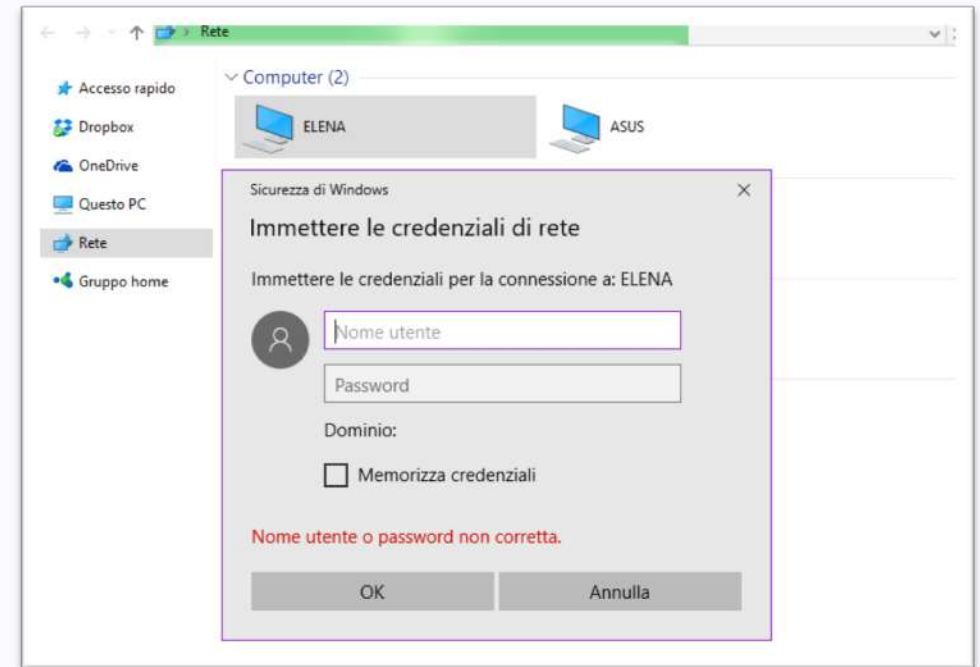 Rete
Accesso rapido
Dropbox
OneDrive
Questo PC
Rete
Gruppo home
Computer (2)
ELENA
ASUS
Sicurezza di Windows
Immettere le credenziali di rete
Immettere le credenziali per la connessione a: ELENA
Nome utente
Password
Dominio:
Memorizza credenziali
Nome utente o password non corretta.
OK
Annulla